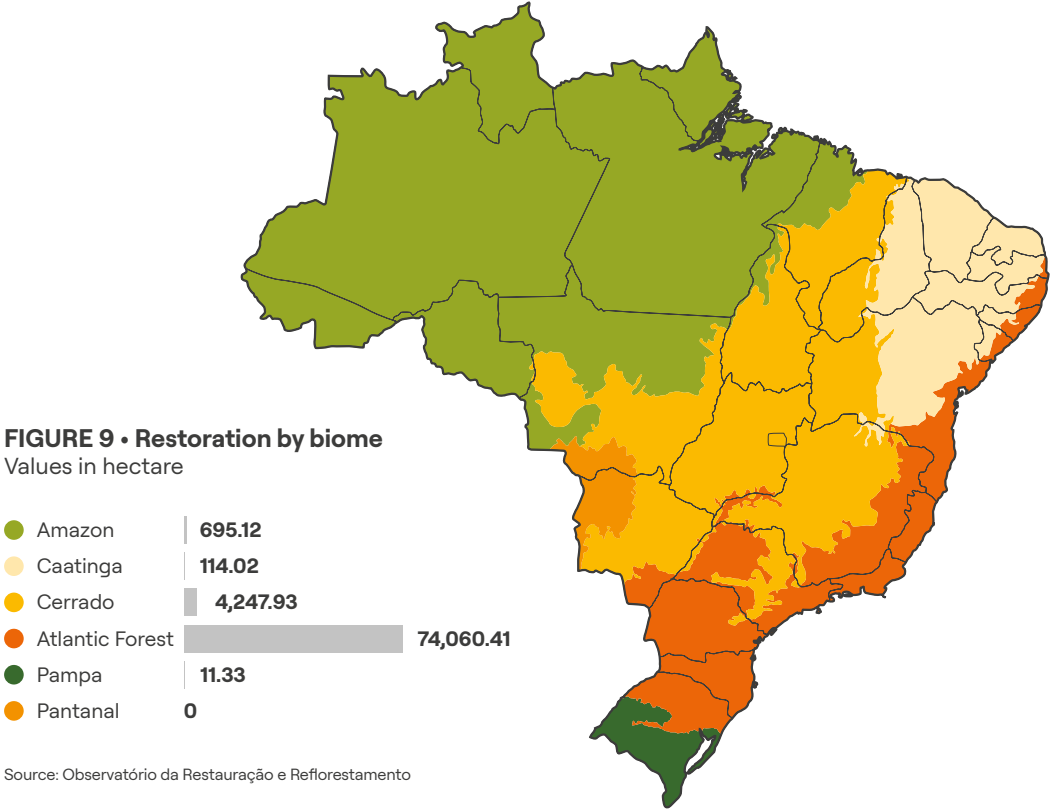 FIGURE 9 • Restoration by biome
Values in hectare
Amazon 695.12
Caatinga 114.02
Cerrado 4,247.93
Atlantic Forest 74,060.41
Pampa 11.33
Pantanal 0
Source: Observatório da Restauração e Reflorestamento